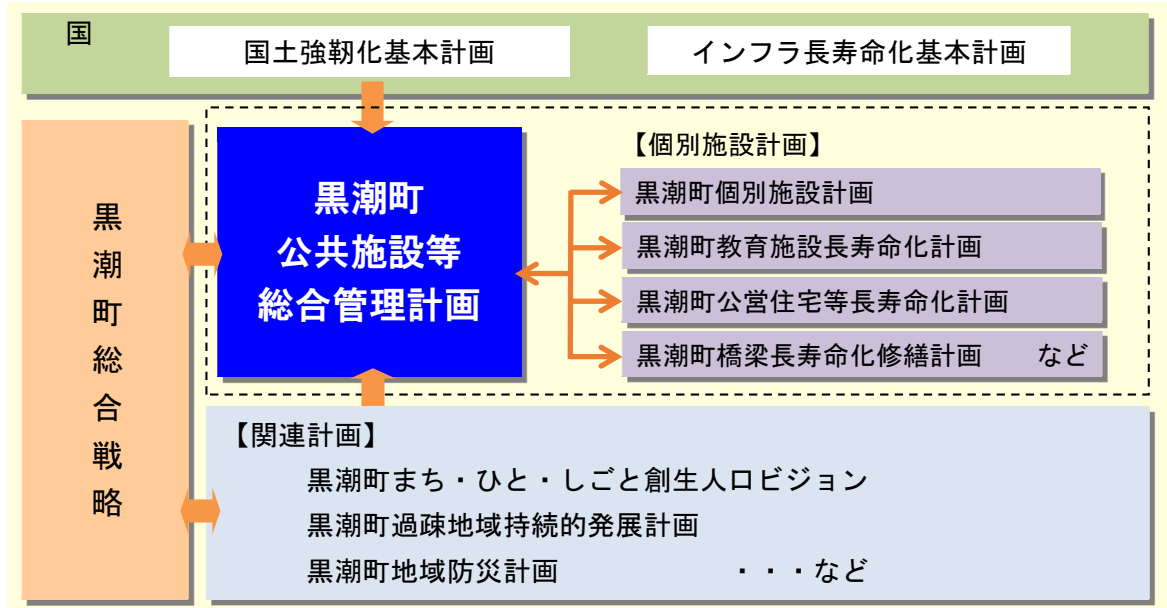 国
国土強靭化基本計画
インフラ長寿命化基本計画
黒潮町総合戦略
黒潮町
公共施設等
総合管理計画
【個別施設計画】
黒潮町個別施設計画
黒潮町教育施設長寿命化計画
黒潮町公営住宅等長寿命化計画
黒潮町橋梁長寿命化修繕計画　　など
【関連計画】
黒潮町まち・ひと・しごと創生人口ビジョン
黒潮町過疎地域持続的発展計画
黒潮町地域防災計画　　　　　・・・など